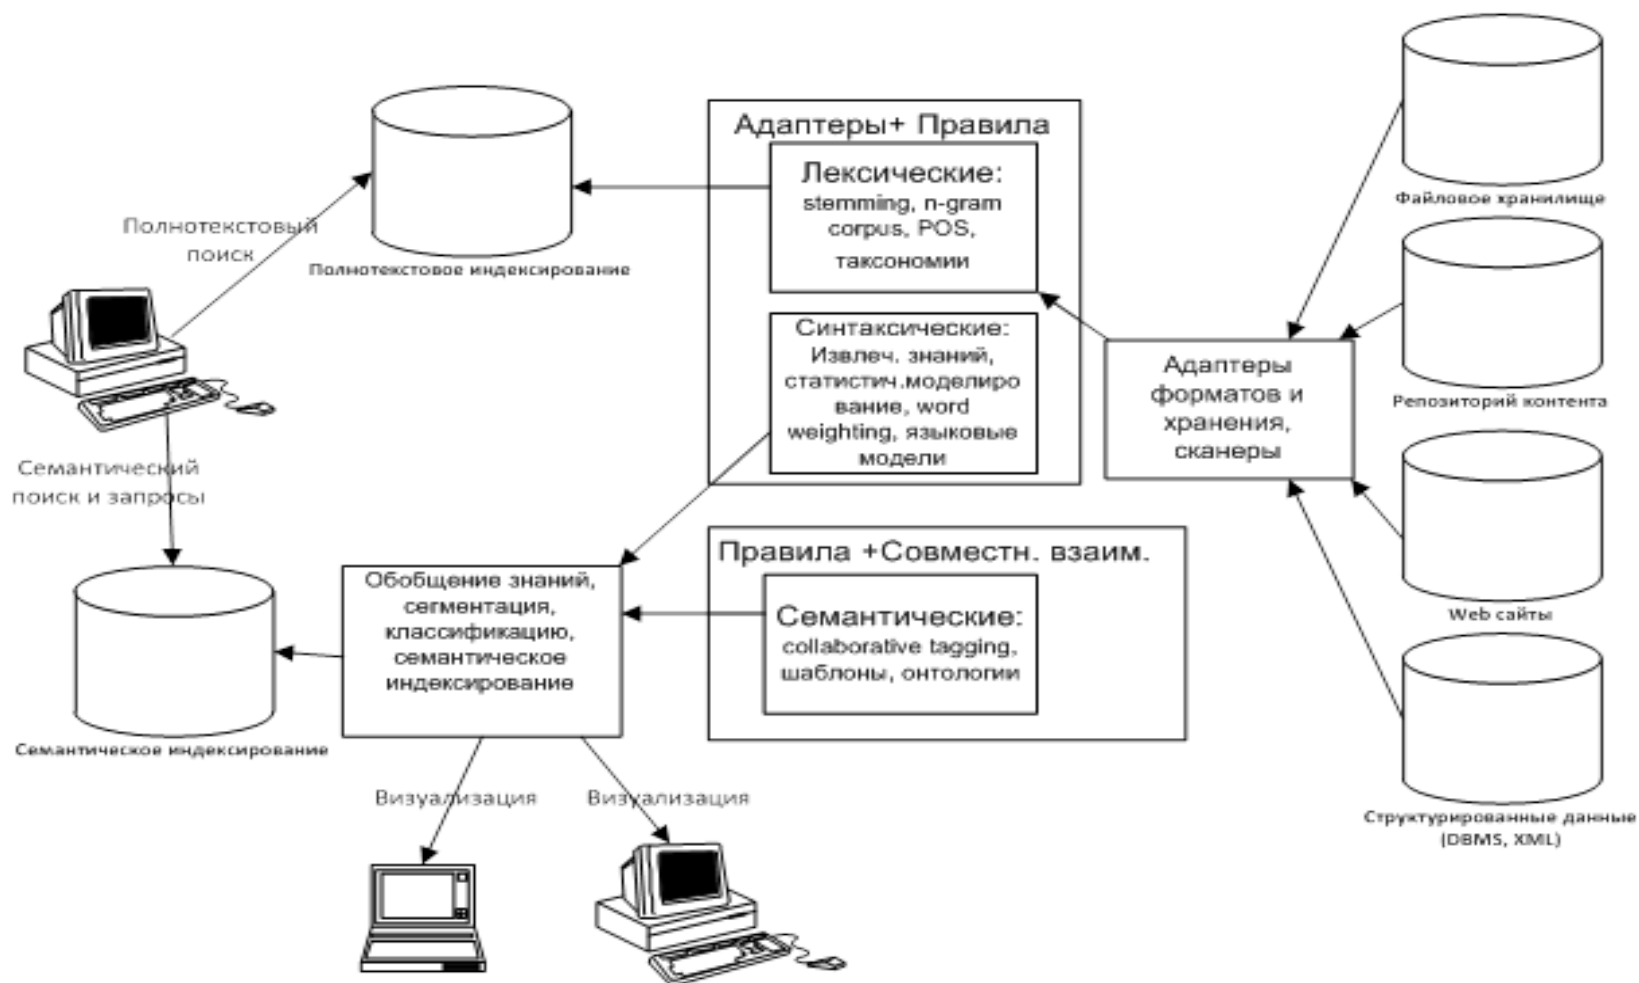 Адаптеры+ Правила
Лексические:
stemming, n-gram
corpus, POS,
таксономии
Синтаксические:
Извлеч. знаний,
статистич.моделиро
вание, word
weighting, языковые
модели
Полнотекстовый
поиск
Полнотекстовое индексирование
Семантический
поиск и запросы
Семантическое индексирование
Обобщение знаний,
сегментация,
классификацию,
семантическое
индексирование
Правила +Совместн. взаим.
Семантические:
collaborative tagging,
шаблоны, онтологии
Визуализация
Визуализация
Адаптеры
форматов и
хранения,
сканеры
Файловое хранилище
Репозиторий контента
Web сайты
Структурированные данные
(DBMS, XML)